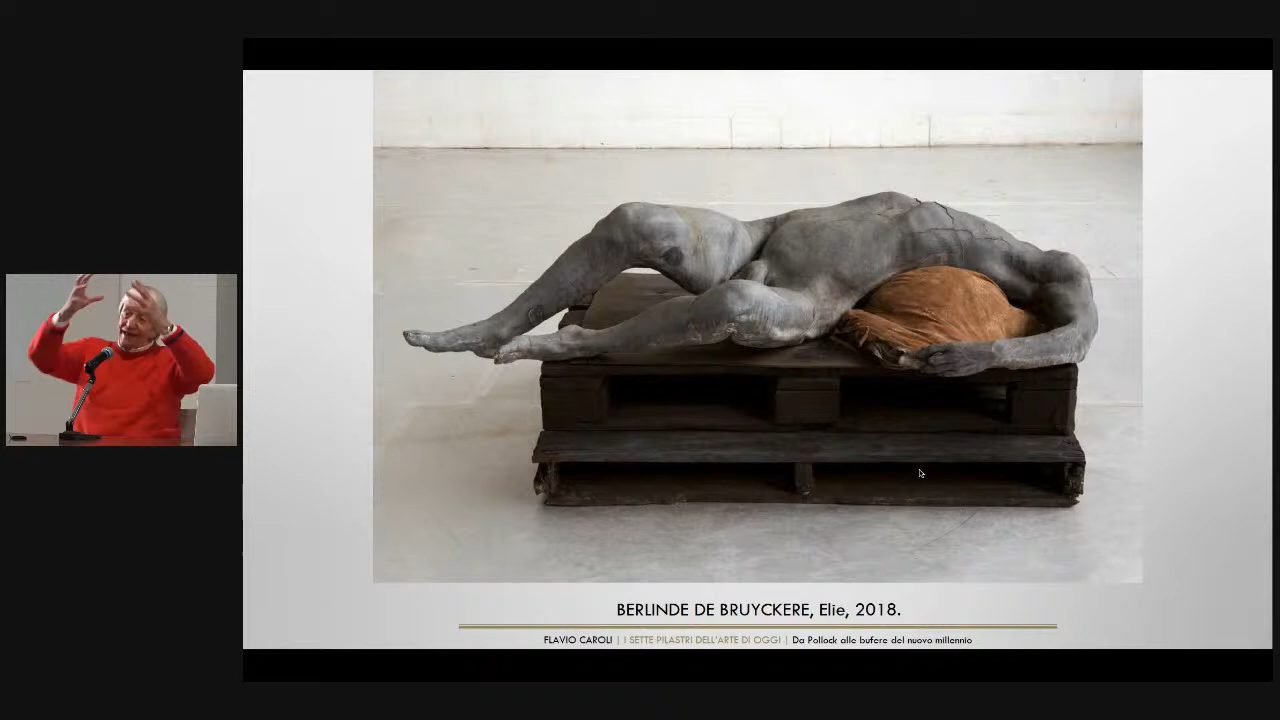 BERLINDE DE BRUYCKERE, Elie, 2018.
FLAVIO CAROLI | I SETTE PILASTRI DELL'ARTE DI OGGI | Da Pollock alle bufere del nuovo millennio